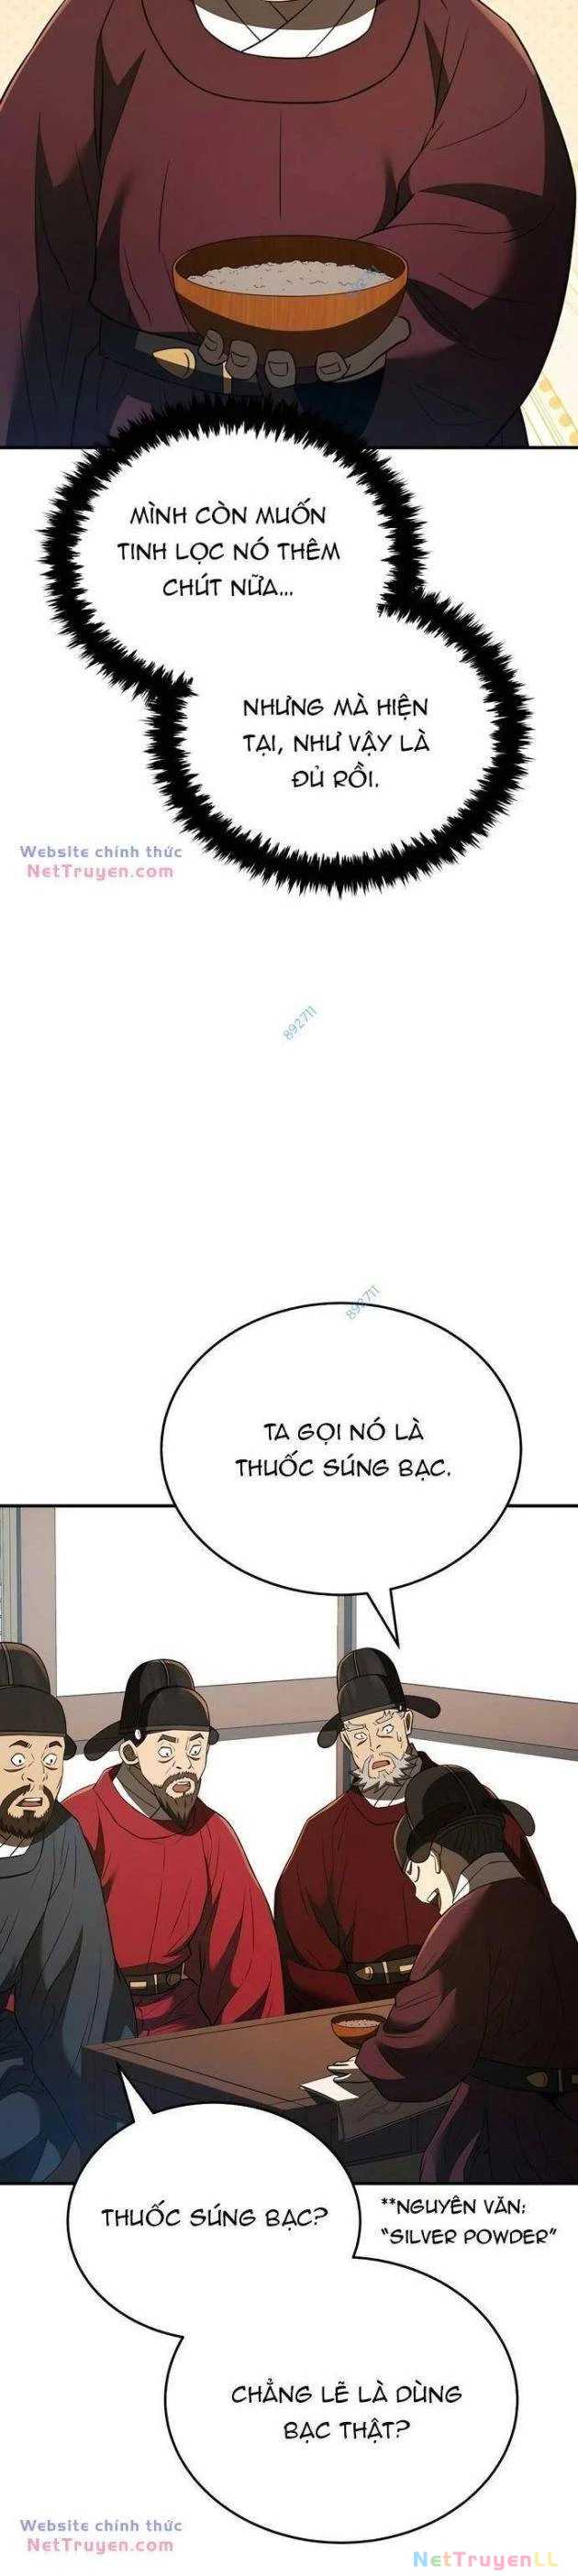 MÌNH CÒN MUỐN
TINH LỌC NÓ THÊM
CHÚT NỮA...
NHƯNG MÀ HIỆN
TẠI, NHƯ VẬY LÀ
ĐỦ RỒI.
Website chính thức
NetTruyen.com
892711
892711
TA GỌI NÓ LÀ
THUỐC SÚNG BẠC.
THUỐC SÚNG BẠC?
**NGUYÊN VĂN:
"SILVER POWDER"
CHẲNG LẼ LÀ DÙNG
BẠC THẬT?
Website chính thức
NetTruyen.com
NetTruyenLL